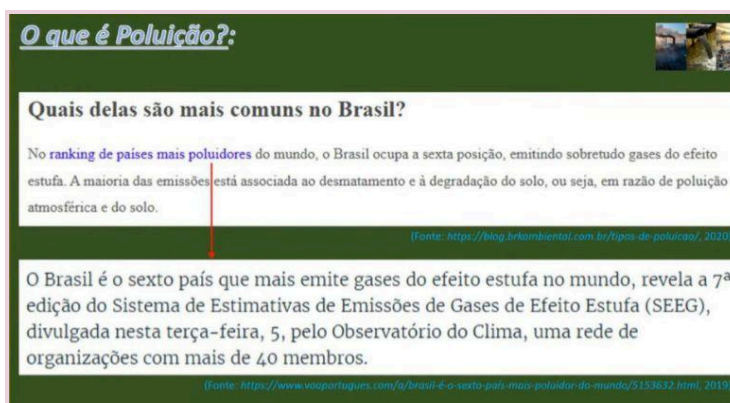 O que é Poluição?:
Quais delas são mais comuns no Brasil?
No ranking de países mais poluidores do mundo, o Brasil ocupa a sexta posição, emitindo sobretudo gases do efeito
estufa. A maioria das emissões está associada ao desmatamento e à degradação do solo, ou seja, em razão de poluição
atmosférica e do solo.
(Fonte: https://blog.brkambiental.com.br/tipos-de-poluicao/, 2020)
O Brasil é o sexto país que mais emite gases do efeito estufa no mundo, revela a 7ª
edição do Sistema de Estimativas de Emissões de Gases de Efeito Estufa (SEEG),
divulgada nesta terça-feira, 5, pelo Observatório do Clima, uma rede de
organizações com mais de 40 membros.
(Fonte: https://www.voaportugues.com/a/brasil-é-o-sexto-país-mais-poluidor-do-mundo/5153632.html, 2019)